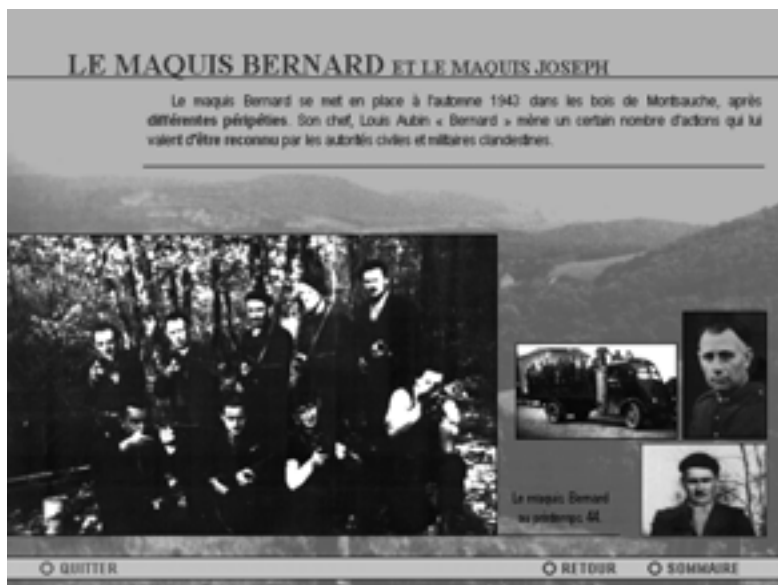 LE MAQUIS BERNARD ET LE MAQUIS JOSEPH
Le maquis Bernard se met en place à l'automne 1943 dans les bois de Montsauche, après
différentes péripéties. Son chef, Louis Aubin « Bernard » mène un certain nombre d'actions qui lui
valent d'être reconnu par les autorités civiles et militaires clandestines.
Le maquis Bernard
au printemps 44.
QUITTER
RETOUR
SOMMAIRE